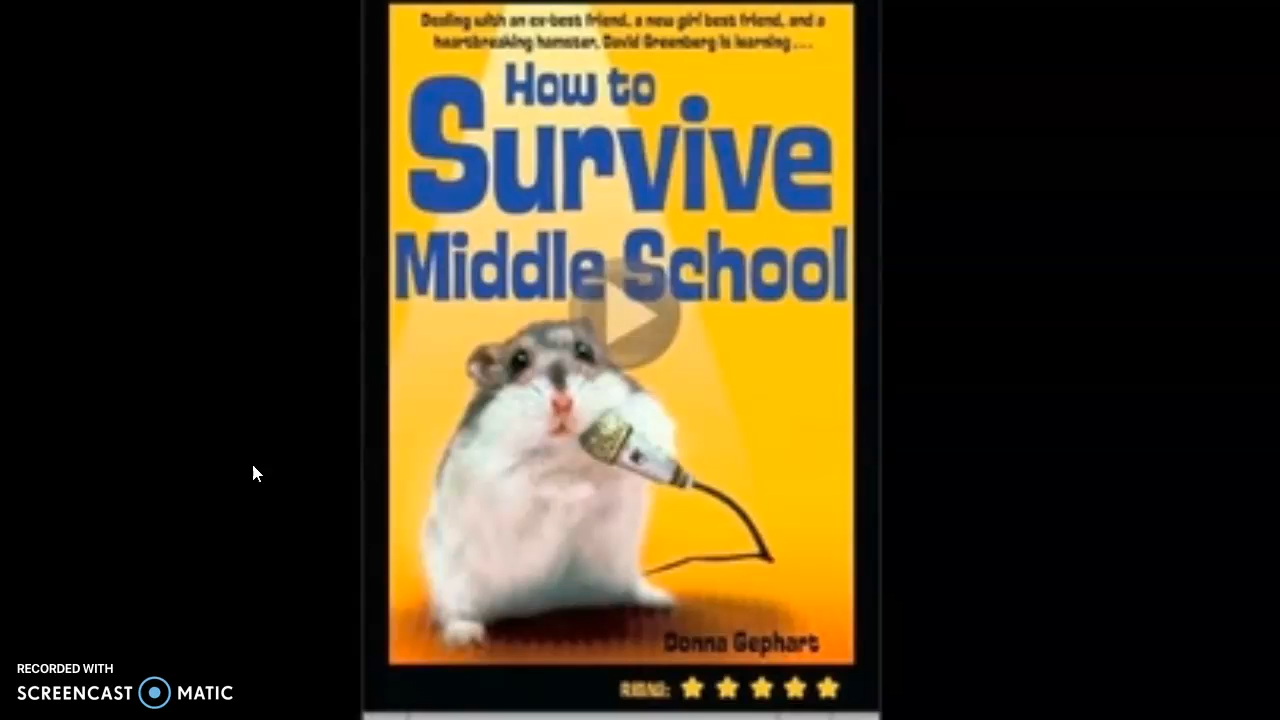 Dealing with an ex-best friend, a new girl best friend, and a
heartbreaking hamster, David Greenberg is learning . . .
How to
Survive
Middle School
Donna Gephart
RECORDED WITH
SCREENCAST MATIC